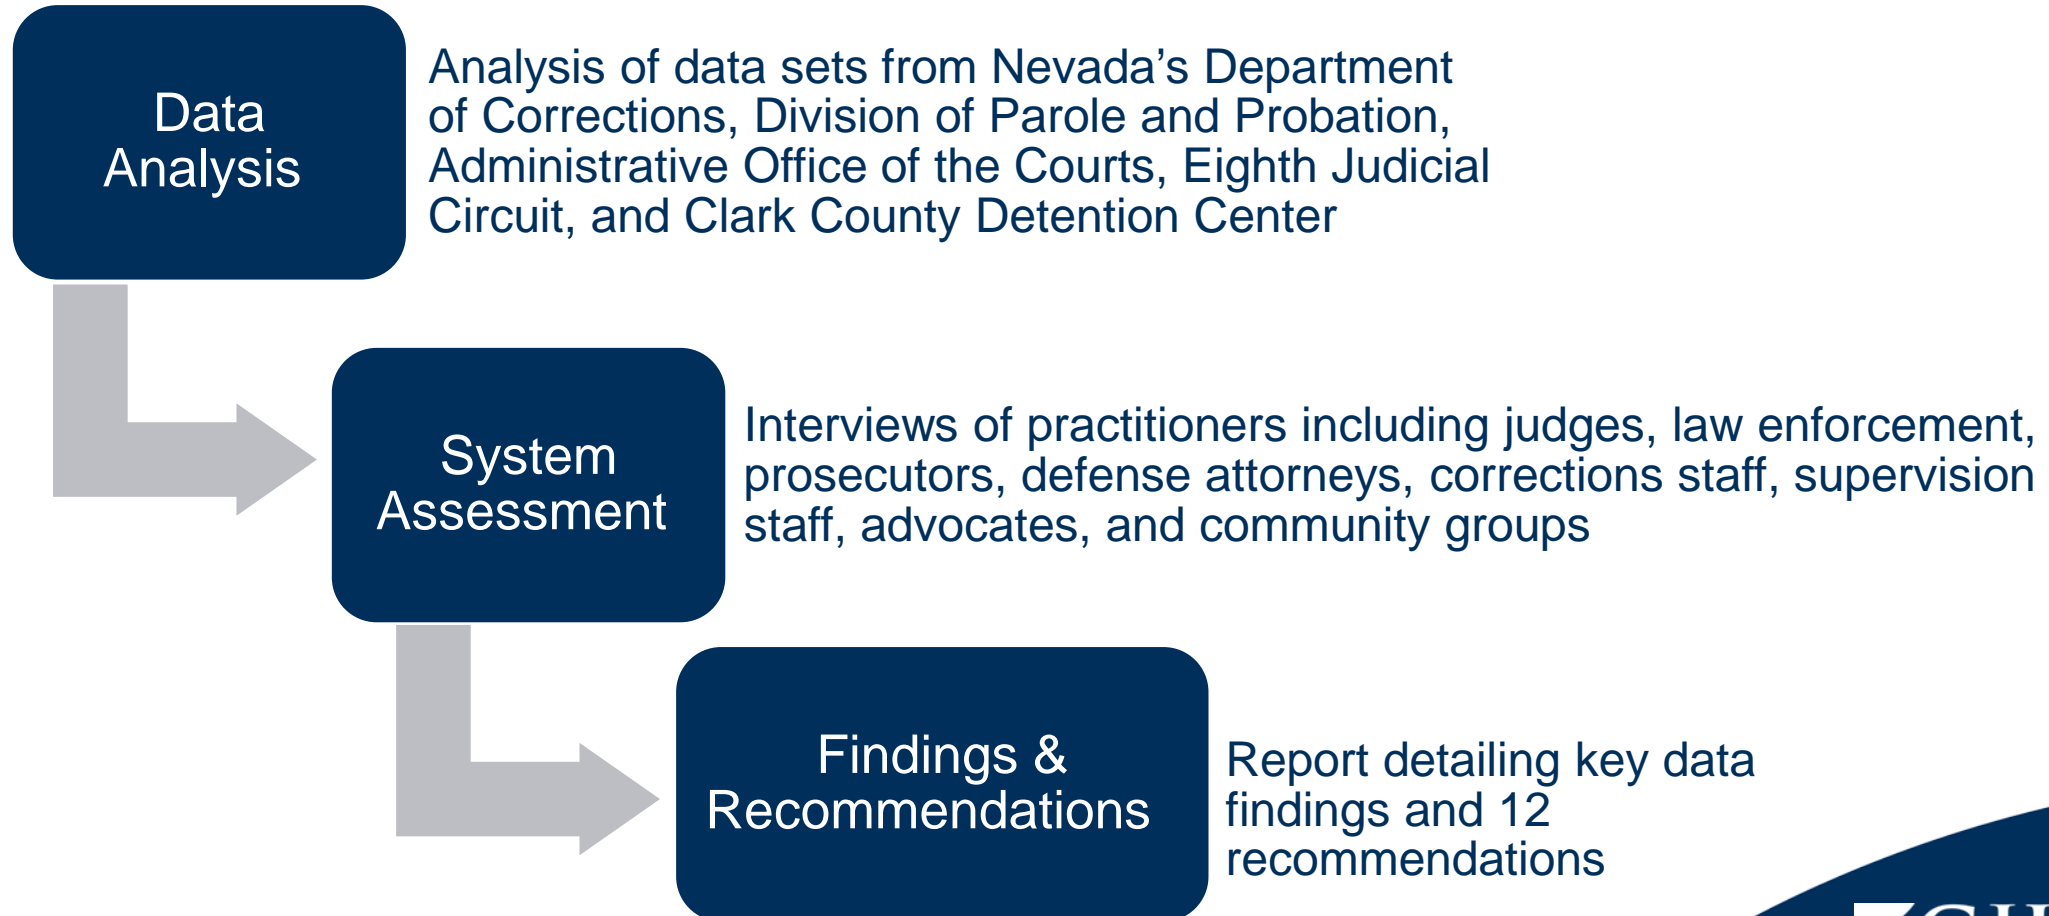 Data
Analysis
Analysis of data sets from Nevada’s Department
of Corrections, Division of Parole and Probation,
Administrative Office of the Courts, Eighth Judicial
Circuit, and Clark County Detention Center
System
Assessment
Interviews of practitioners including judges, law enforcement,
prosecutors, defense attorneys, corrections staff, supervision
staff, advocates, and community groups
Findings &
Recommendations
Report detailing key data
findings and 12
recommendations